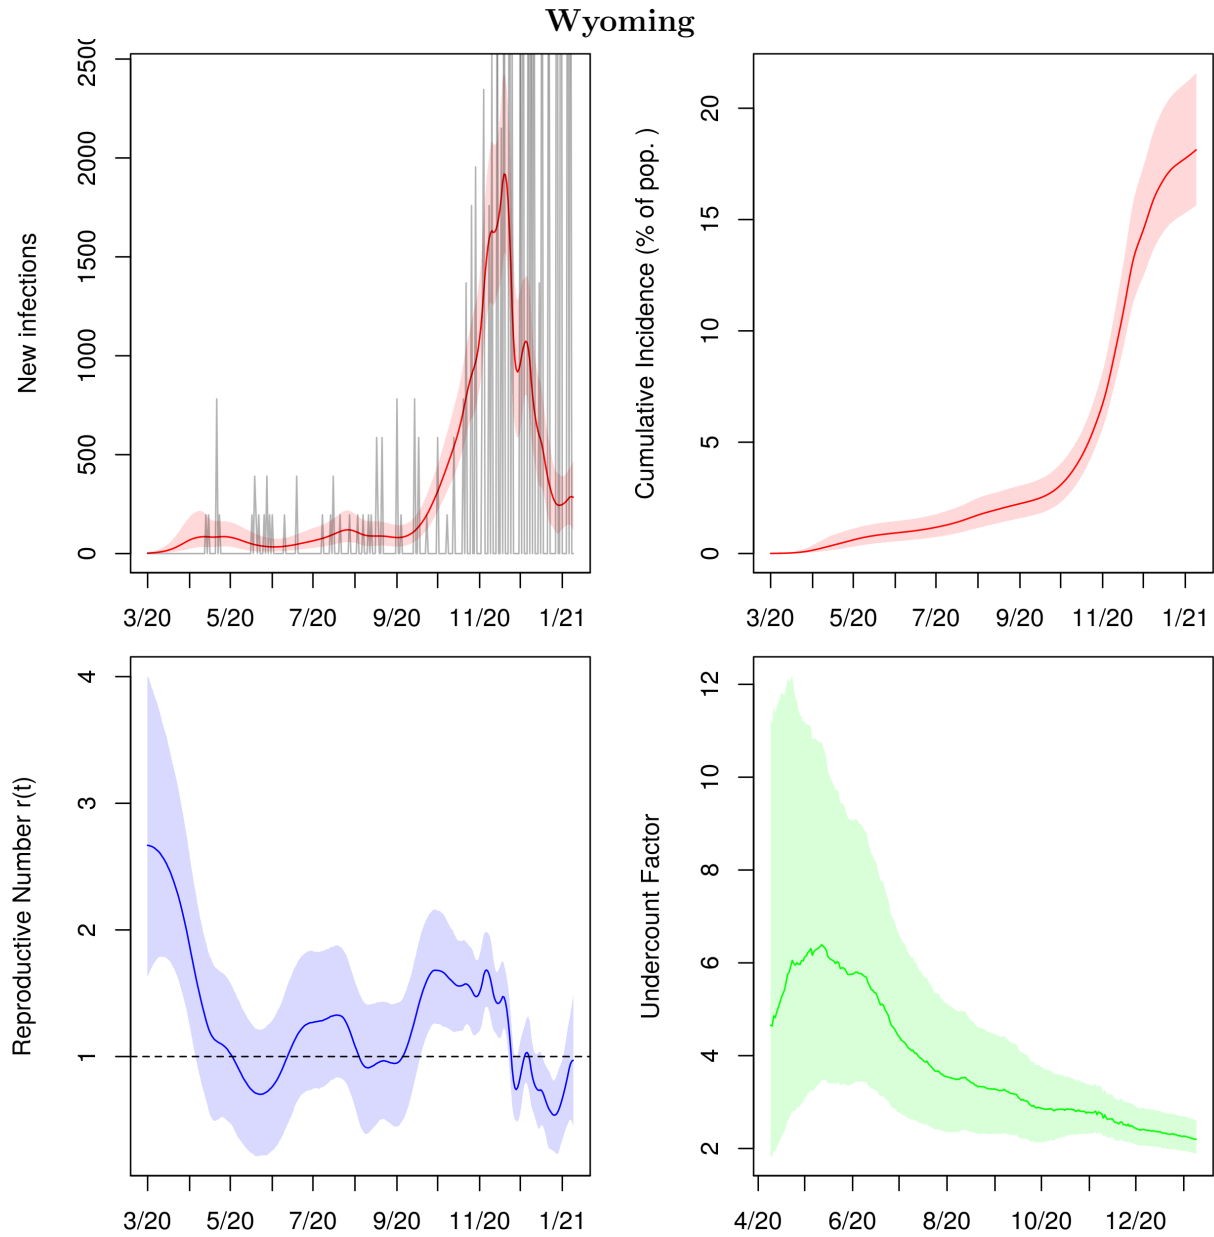 Wyoming
New infections
0
500
1000
1500
2000
250
3/20 5/20 7/20 9/20 11/20 1/21
Cumulative Incidence (% of pop. )
0
5
10
15
20
3/20 5/20 7/20 9/20 11/20 1/21
Reproductive Number r(t)
1
2
3
4
3/20 5/20 7/20 9/20 11/20 1/21
Undercount Factor
2
4
6
8
10
12
4/20 6/20 8/20 10/20 12/20